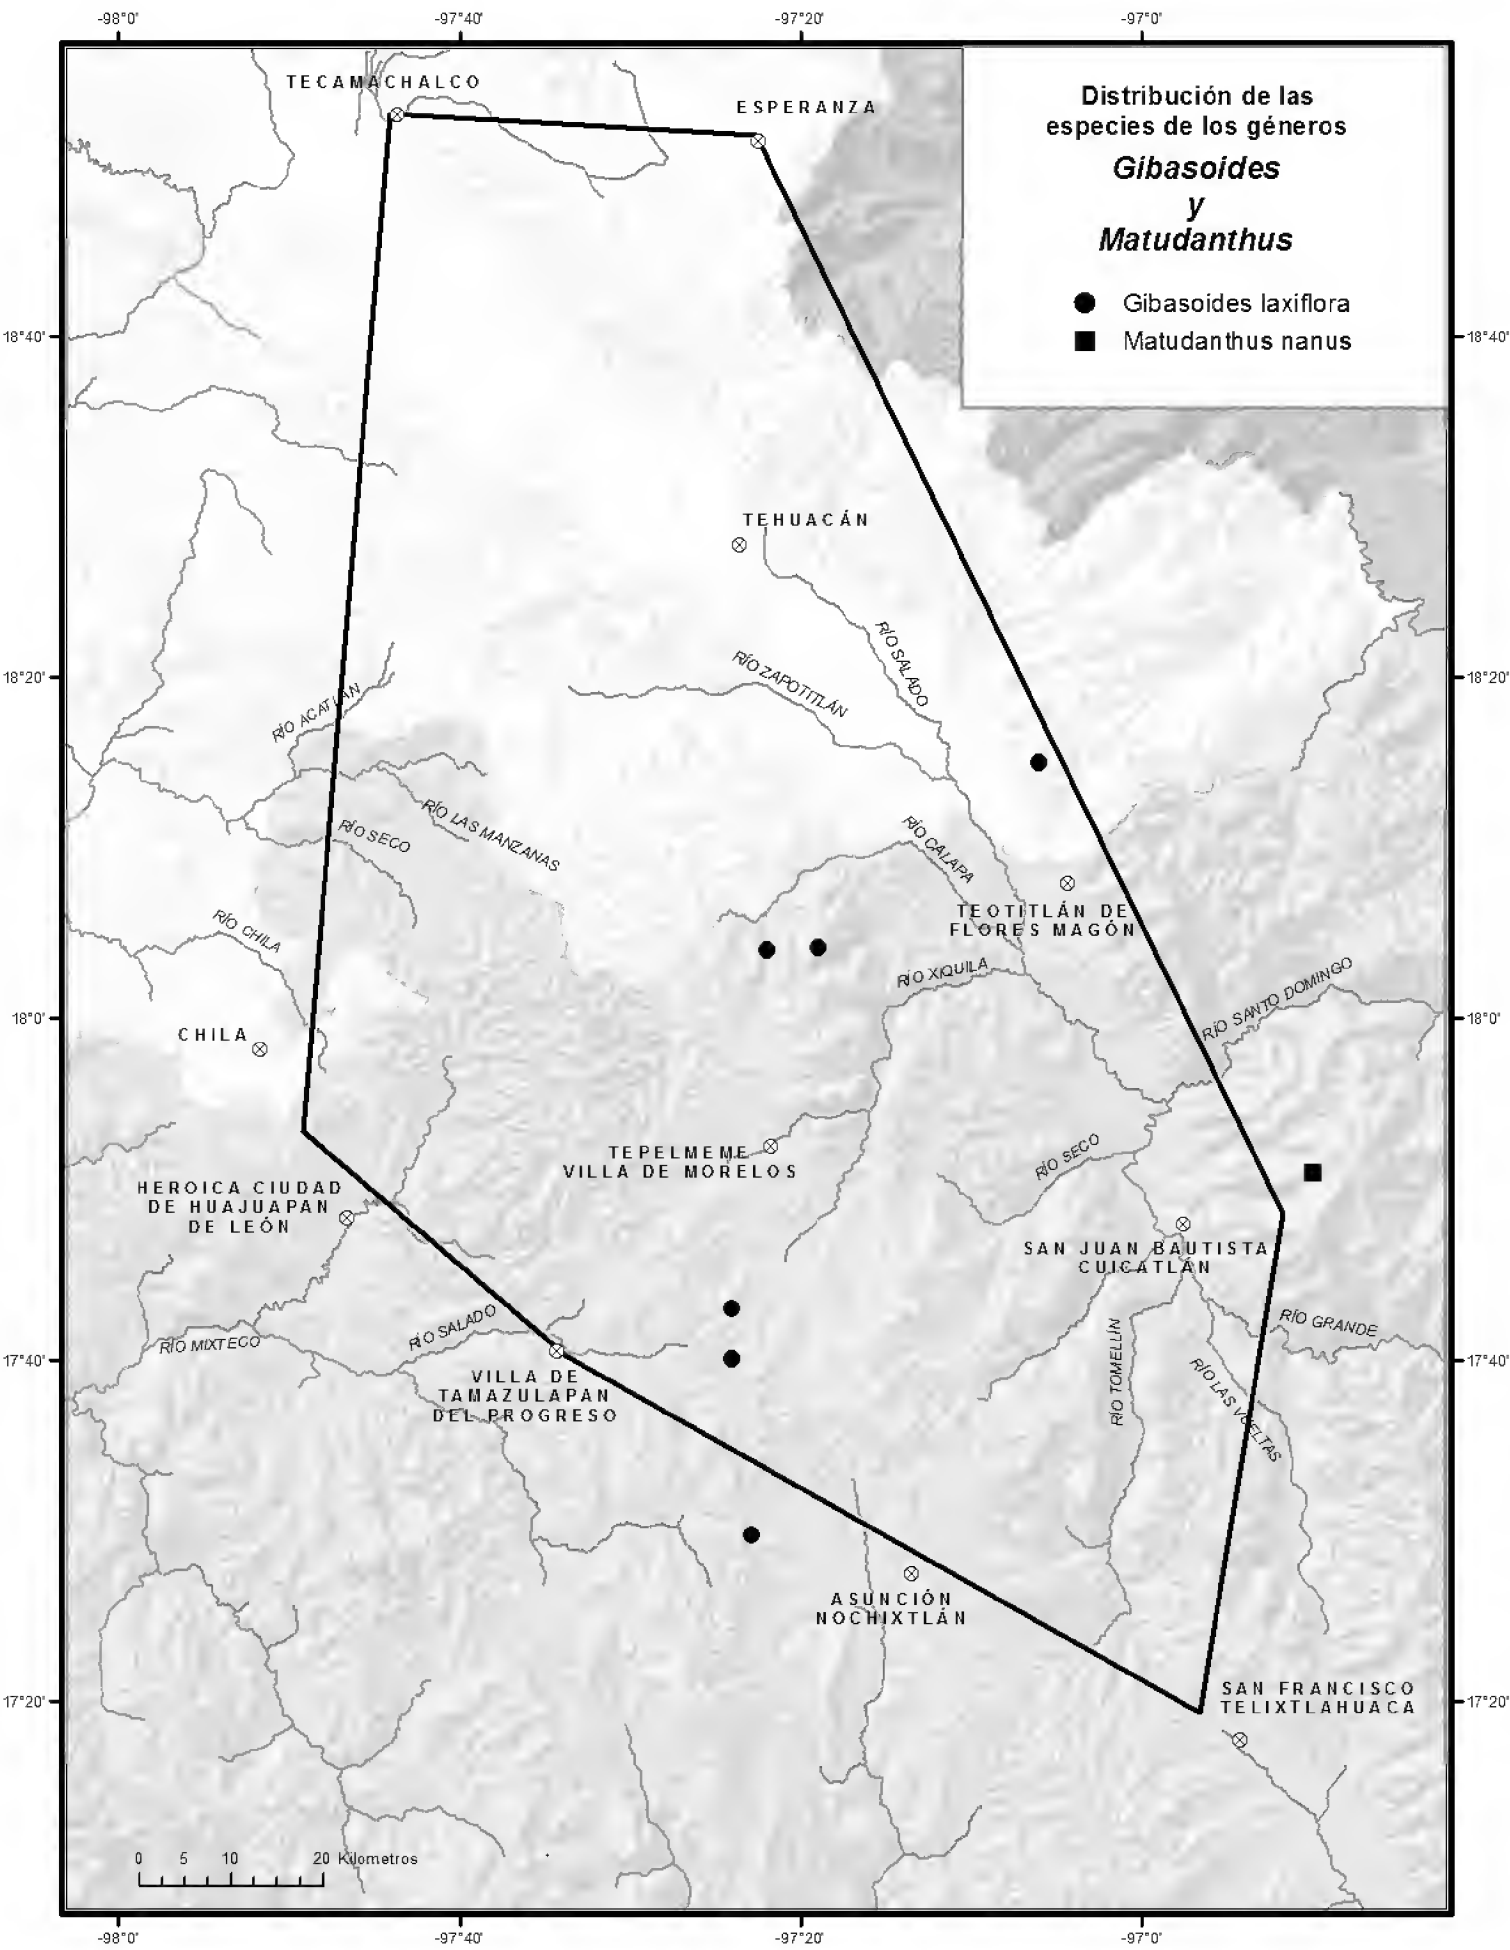 -98°0'
-97°40'
-97°20'
-97°0'
TECAMACHALCO
ESPERANZA
Distribución de las
especies de los géneros
Gibasoides
y
Matudanthus
Gibasoides laxiflora
Matudanthus nanus
18°40'
18°40'
TEHUACÁN
RÍO SALADO
RÍO ZAPOTITLÁN
18°20'
18°20'
RÍO ACATLÁN
RÍO LAS MANZANAS
RÍO SECO
RÍO CALAPA
TEOTITLÁN DE
FLORES MAGÓN
RÍO CHILA
RÍO XIQUILA
RÍO SANTO DOMINGO
18°0'
18°0'
CHILA
TEPELMEME
VILLA DE MORELOS
RÍO SECO
HEROICA CIUDAD
DE HUAJUAPAN
DE LEÓN
SAN JUAN BAUTISTA
CUICATLÁN
RÍO MIXTECO
RÍO SALADO
RÍO GRANDE
17°40'
17°40'
VILLA DE
TAMAZULAPAN
DEL PROGRESO
RÍO TOMELLÍN
RÍO LAS VUELTAS
ASUNCIÓN
NOCHIXTLÁN
SAN FRANCISCO
TELIXTLAHUACA
17°20'
17°20'
0 5 10 20 Kilometros
-98°0'
-97°40'
-97°20'
-97°0'